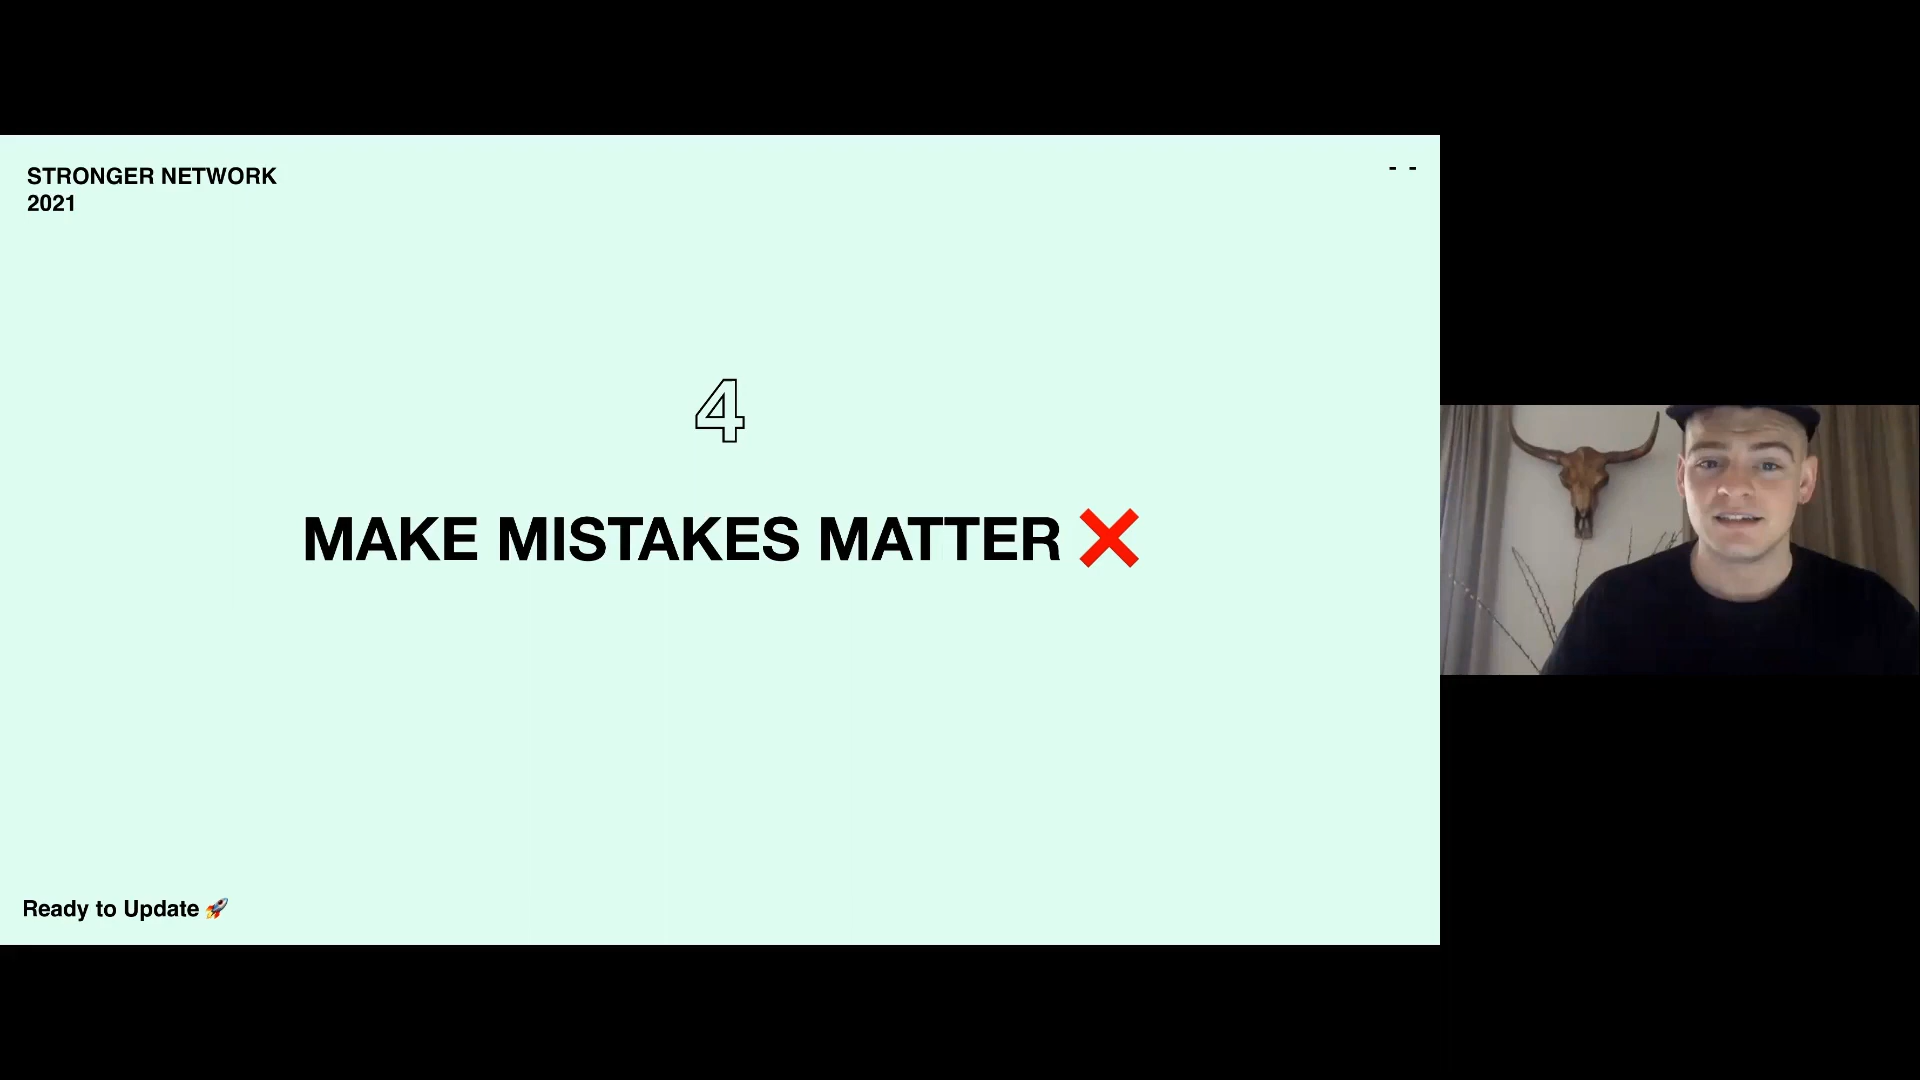 STRONGER NETWORK
2021
- -
4
MAKE MISTAKES MATTER ❌
Ready to Update 🚀